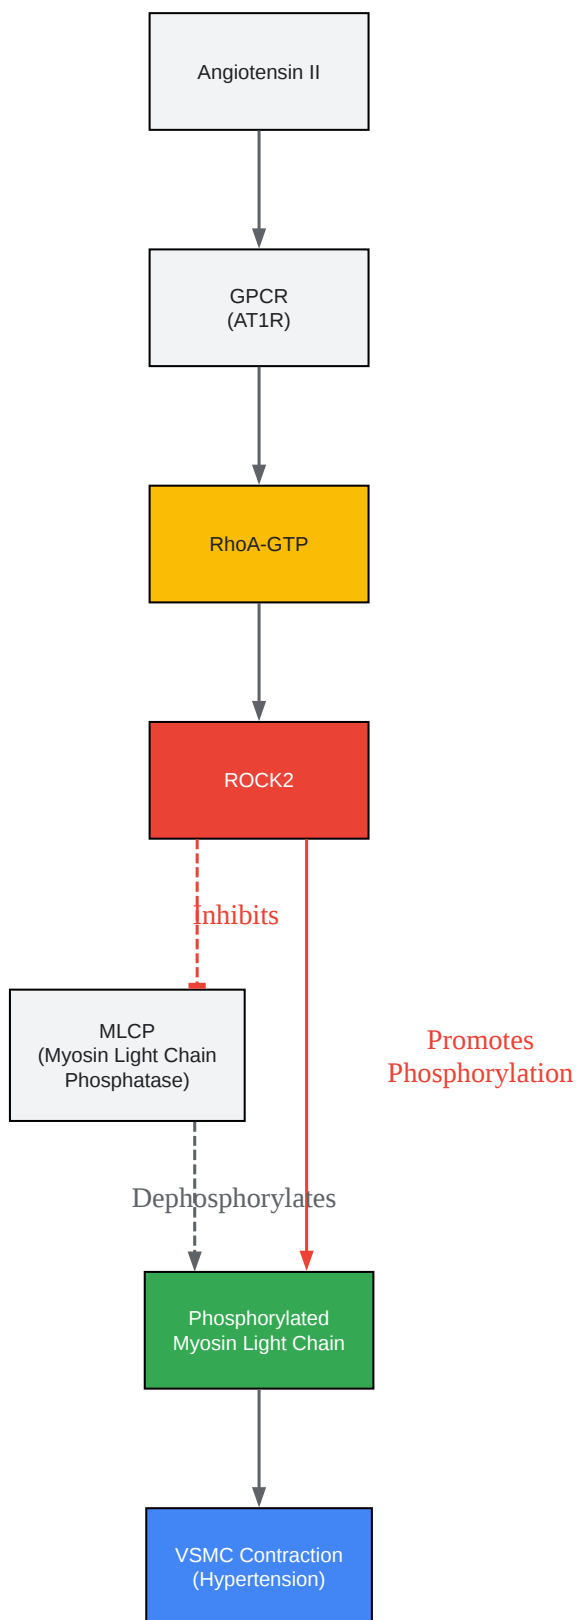 Angiotensin II
GPCR
(AT1R)
RhoA-GTP
ROCK2
Inhibits
MLCP
(Myosin Light Chain
Phosphatase)
Promotes
Phosphorylation
Dephosphorylates
Phosphorylated
Myosin Light Chain
VSMC Contraction
(Hypertension)